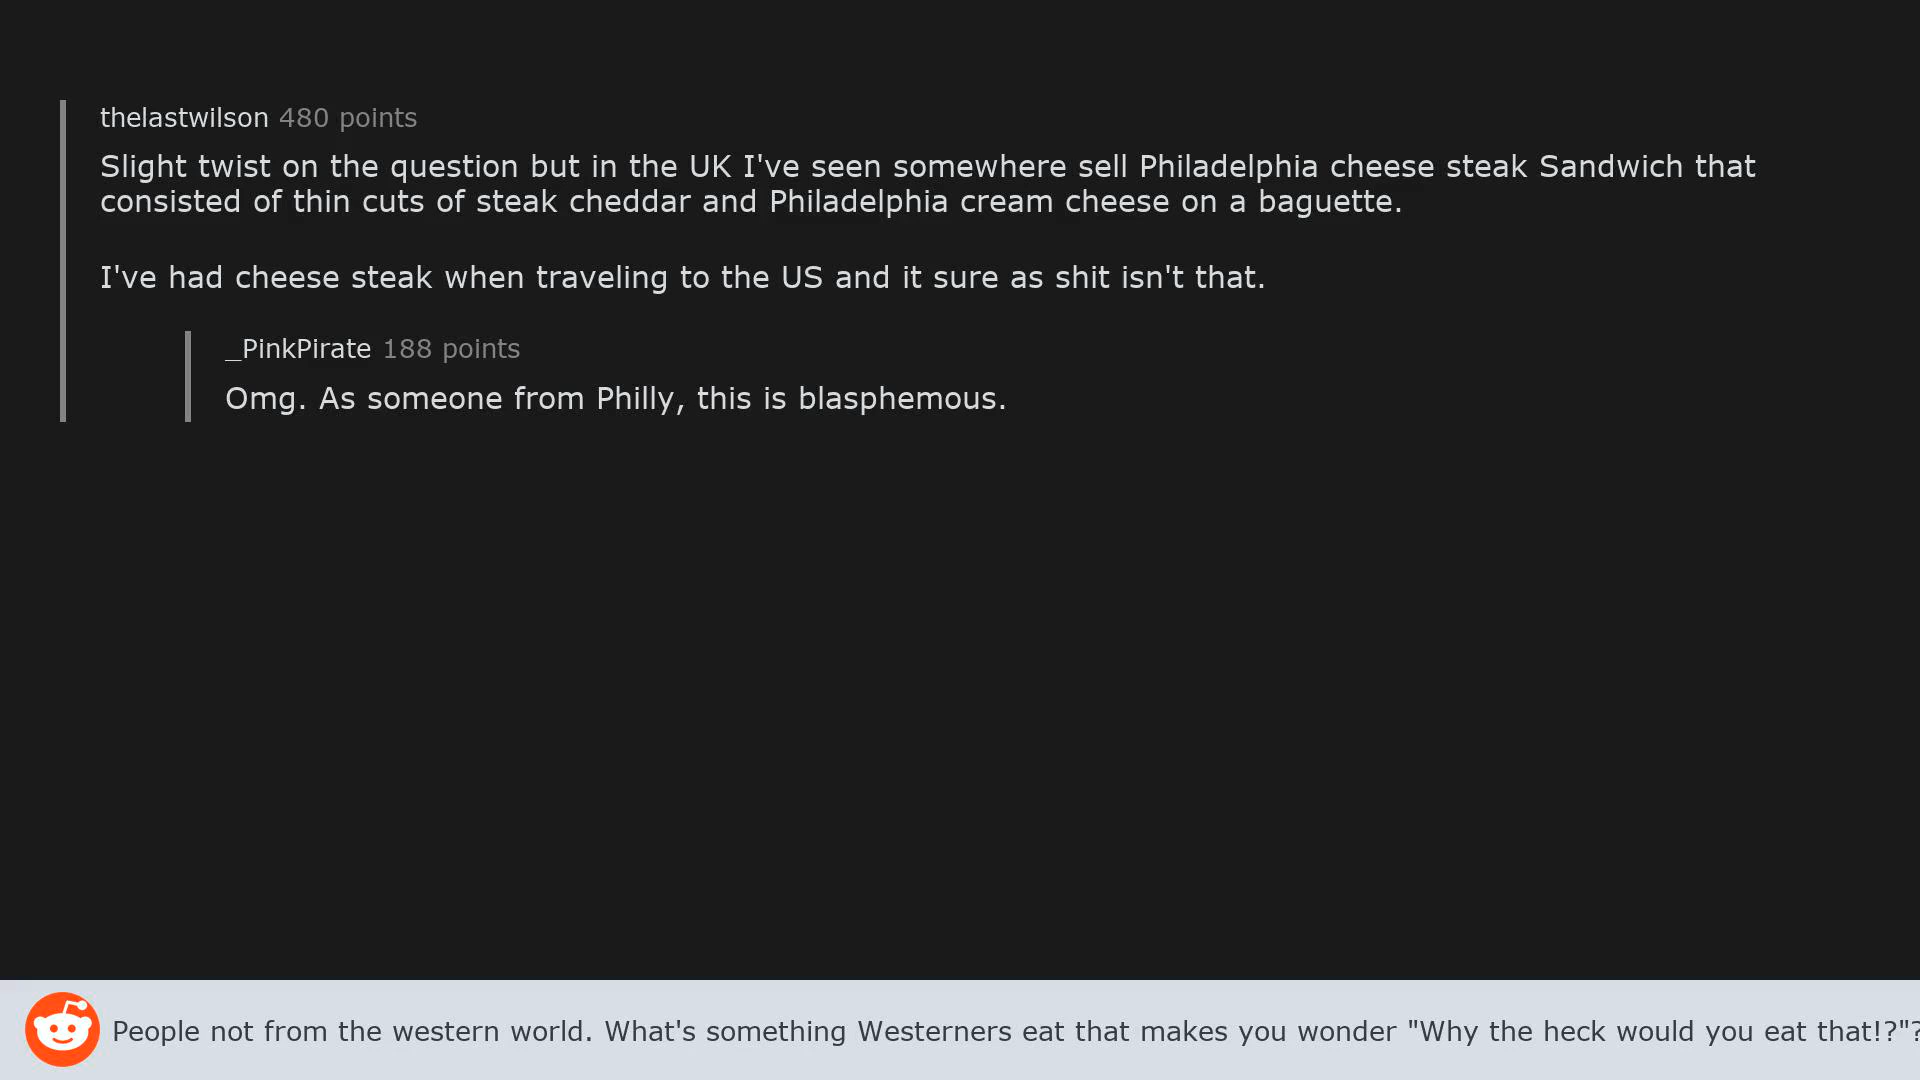 thelastwilson 480 points
Slight twist on the question but in the UK I've seen somewhere sell Philadelphia cheese steak Sandwich that
consisted of thin cuts of steak cheddar and Philadelphia cream cheese on a baguette.
I've had cheese steak when traveling to the US and it sure as shit isn't that.
_PinkPirate 188 points
Omg. As someone from Philly, this is blasphemous.
People not from the western world. What's something Westerners eat that makes you wonder "Why the heck would you eat that!?"?